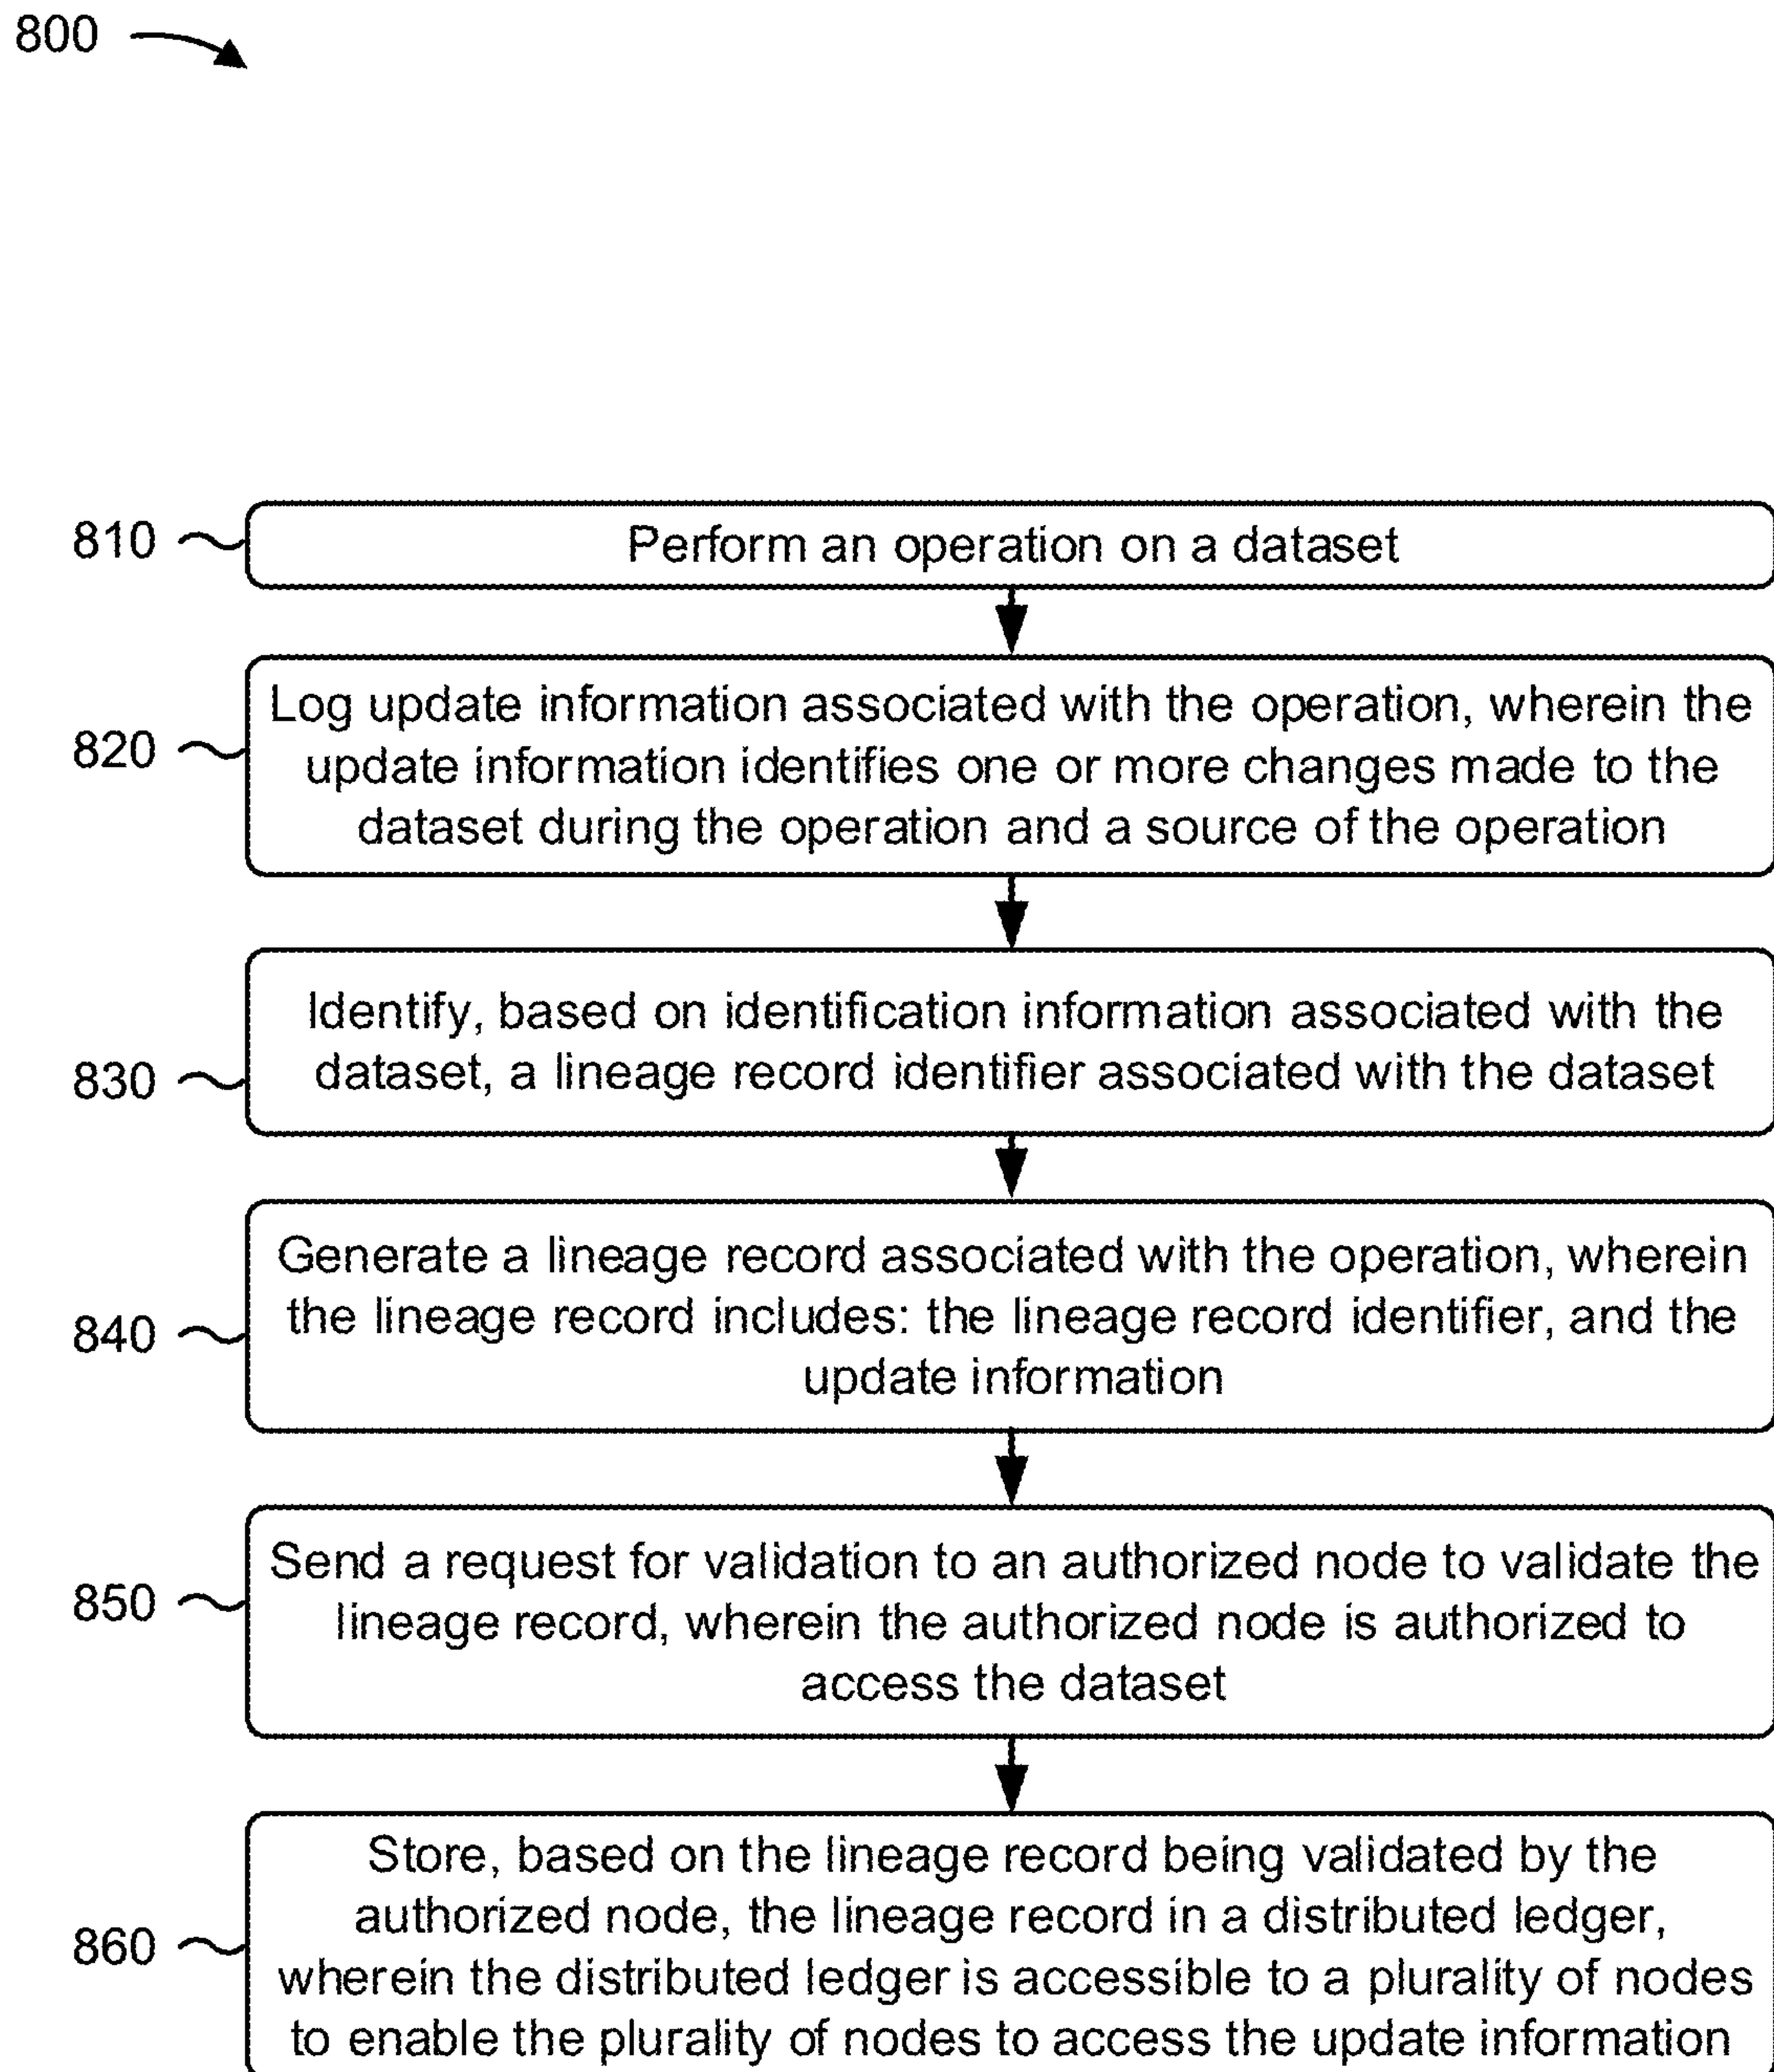 800
810
Perform an operation on a dataset
820
Log update information associated with the operation, wherein the
update information identifies one or more changes made to the
dataset during the operation and a source of the operation
830
Identify, based on identification information associated with the
dataset, a lineage record identifier associated with the dataset
840
Generate a lineage record associated with the operation, wherein
the lineage record includes: the lineage record identifier, and the
update information
850
Send a request for validation to an authorized node to validate the
lineage record, wherein the authorized node is authorized to
access the dataset
860
Store, based on the lineage record being validated by the
authorized node, the lineage record in a distributed ledger,
wherein the distributed ledger is accessible to a plurality of nodes
to enable the plurality of nodes to access the update information